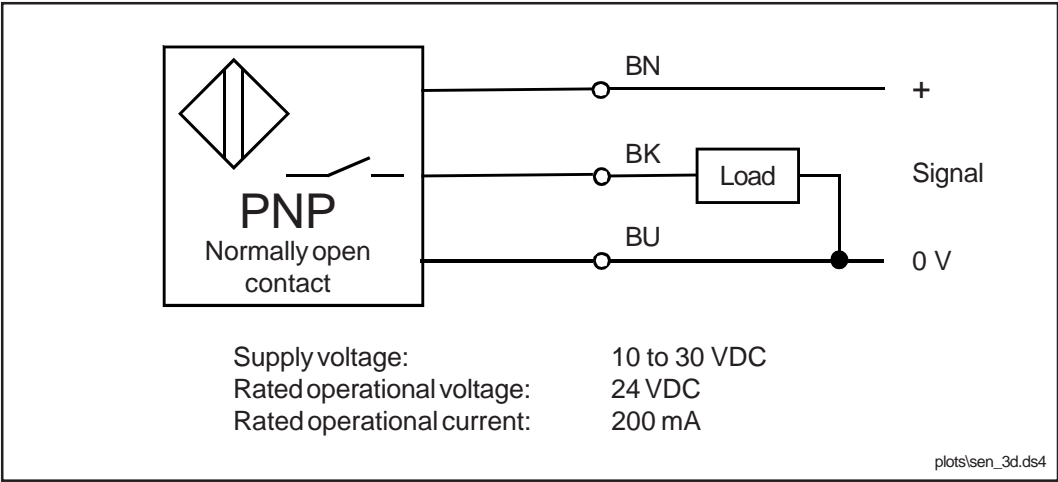 BN
+
BK
Load
Signal
PNP
Normally open
contact
BU
0 V
Supply voltage: 10 to 30 VDC
Rated operational voltage: 24 VDC
Rated operational current: 200 mA
plots\sen_3d.ds4